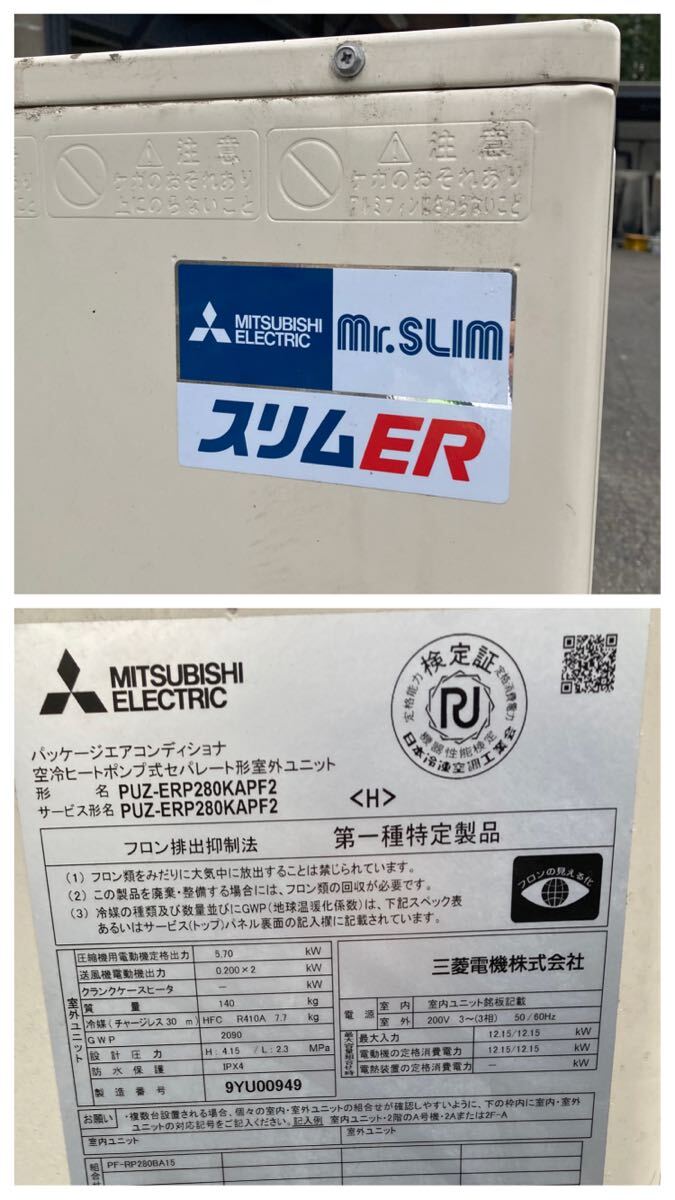 注意
ケガのおそれあり
上にのらないこと
注意
ケガのおそれあり
アルミフィンにさわらないこと
MITSUBISHI
ELECTRIC
Mr.SLIM
スリムER
MITSUBISHI
ELECTRIC
検定証
定格能力
定格消費電力
RJ
機器性能検定
日本冷凍空調工業会
パッケージエアコンディショナ
空冷ヒートポンプ式セパレート形室外ユニット
形名 PUZ-ERP280KAPF2
サービス形名 PUZ-ERP280KAPF2
<H>
フロン排出抑制法 第一種特定製品
(1) フロン類をみだりに大気中に放出することは禁じられています。
(2) この製品を廃棄・整備する場合には、フロン類の回収が必要です。
(3) 冷媒の種類及び数量並びにGWP(地球温暖化係数)は、下記スペック表
あるいはサービス(トップ)パネル裏面の記入欄に記載されています。
フロンの見える化
室外ユニット
圧縮機用電動機定格出力 5.70 kW
送風機電動機出力 0.200×2 kW
クランクケースヒータ — kW
質量 140 kg
冷媒(チャージレス30 m) HFC R410A 7.7 kg
GWP 2090
設計圧力 H:4.15 / L:2.3 MPa
防水保護 IPX4
製造番号 9YU00949
三菱電機株式会社
電源 室内 室内ユニット銘板記載
室外 200V 3~(3相) 50/60Hz
最大入力 12.15/12.15 kW
電動機の定格消費電力 12.15/12.15 kW
電熱装置の定格消費電力 — kW
お願い ・複数台設置される場合、個々の室内・室外ユニットの組合せが確認しやすいように、下の枠内に室内・室外
ユニットの対応記号をご記入ください。記入例 室内ユニット・2階のA号機・2Aまたは2F-A
室内ユニット 室外ユニット
PF-RP280BA15